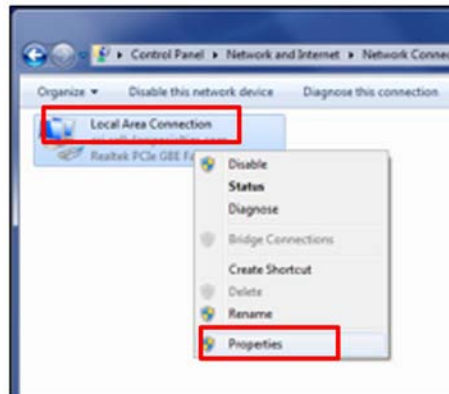 Control Panel ▸ Network and Internet ▸ Network Connec
Organize ▾ Disable this network device Diagnose this connection
Local Area Connection
Realtek PCIe GBE Fa
Disable
Status
Diagnose
Bridge Connections
Create Shortcut
Delete
Rename
Properties